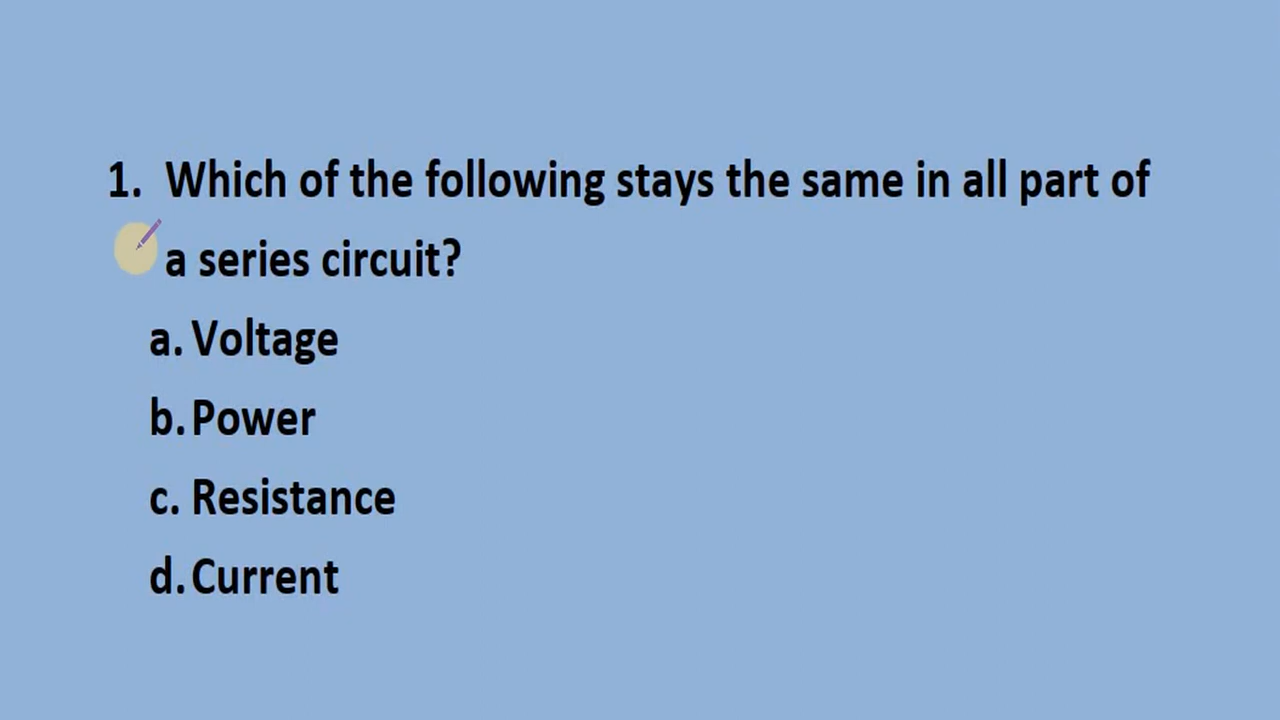 1. Which of the following stays the same in all part of
a series circuit?
a. Voltage
b. Power
c. Resistance
d. Current